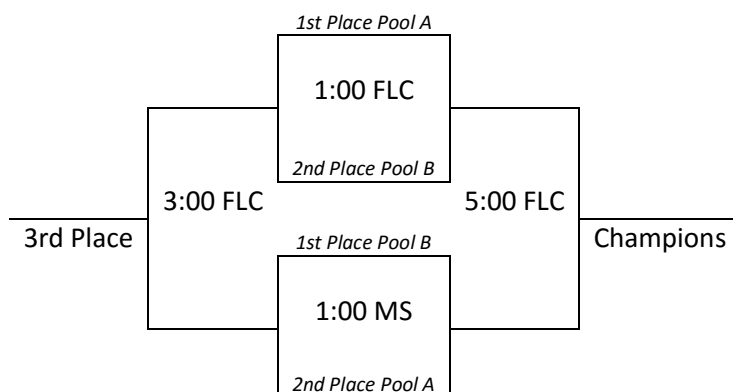 1st Place Pool A
1:00 FLC
2nd Place Pool B
3:00 FLC
5:00 FLC
3rd Place
1st Place Pool B
Champions
1:00 MS
2nd Place Pool A